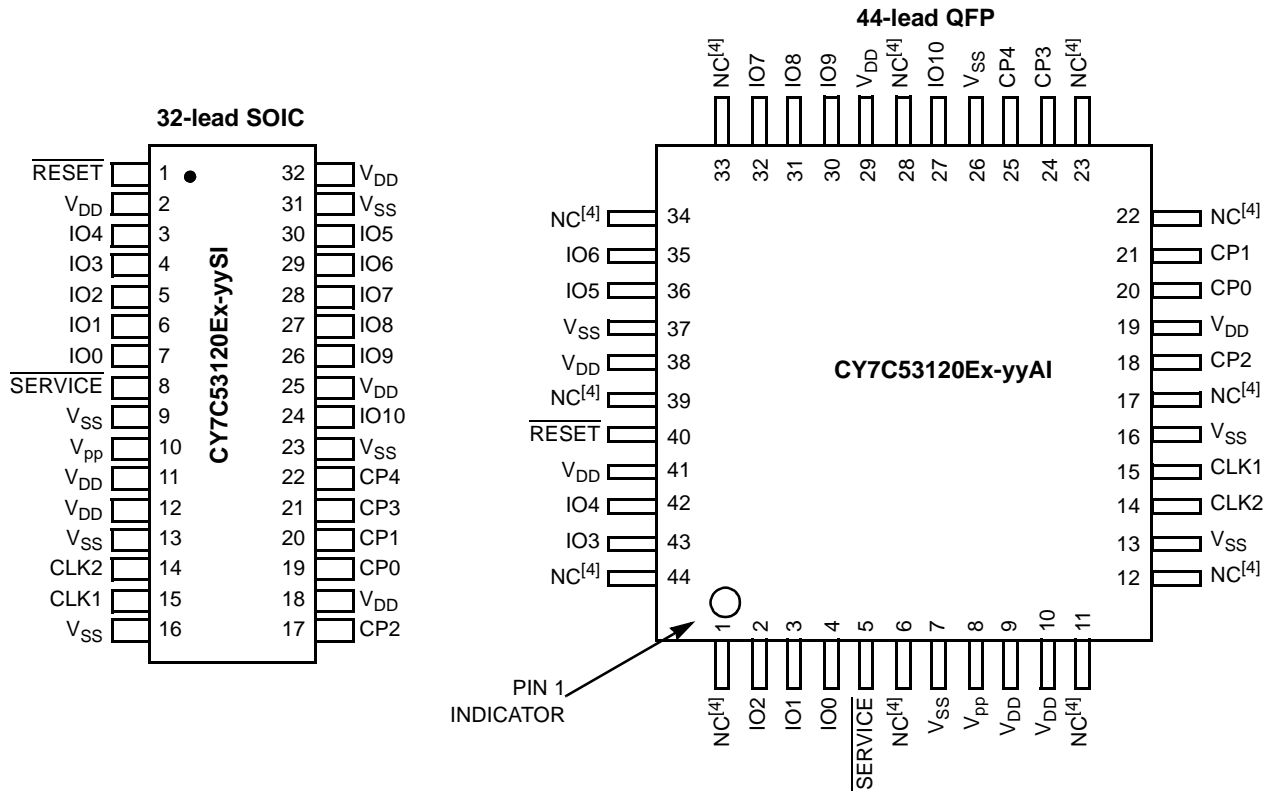 44-lead QFP
NC[4] IO7 IO8 IO9 VDD NC[4] IO10 VSS CP4 CP3 NC[4]
33 32 31 30 29 28 27 26 25 24 23
32-lead SOIC
RESET 1 32 VDD
VDD 2 31 VSS
IO4 3 30 IO5
IO3 4 29 IO6
IO2 5 28 IO7
IO1 6 27 IO8
IO0 7 26 IO9
SERVICE 8 25 VDD
VSS 9 24 IO10
Vpp 10 23 VSS
VDD 11 22 CP4
VDD 12 21 CP3
VSS 13 20 CP1
CLK2 14 19 CP0
CLK1 15 18 VDD
VSS 16 17 CP2
CY7C53120Ex-yySI
NC[4] 34 22 NC[4]
IO6 35 21 CP1
IO5 36 20 CP0
VSS 37 19 VDD
VDD 38 18 CP2
CY7C53120Ex-yyAI
NC[4] 39 17 NC[4]
RESET 40 16 VSS
VDD 41 15 CLK1
IO4 42 14 CLK2
IO3 43 13 VSS
NC[4] 44 12 NC[4]
1 2 3 4 5 6 7 8 9 10 11
NC[4] IO2 IO1 IO0 SERVICE NC[4] VSS Vpp VDD VDD NC[4]
PIN 1
INDICATOR